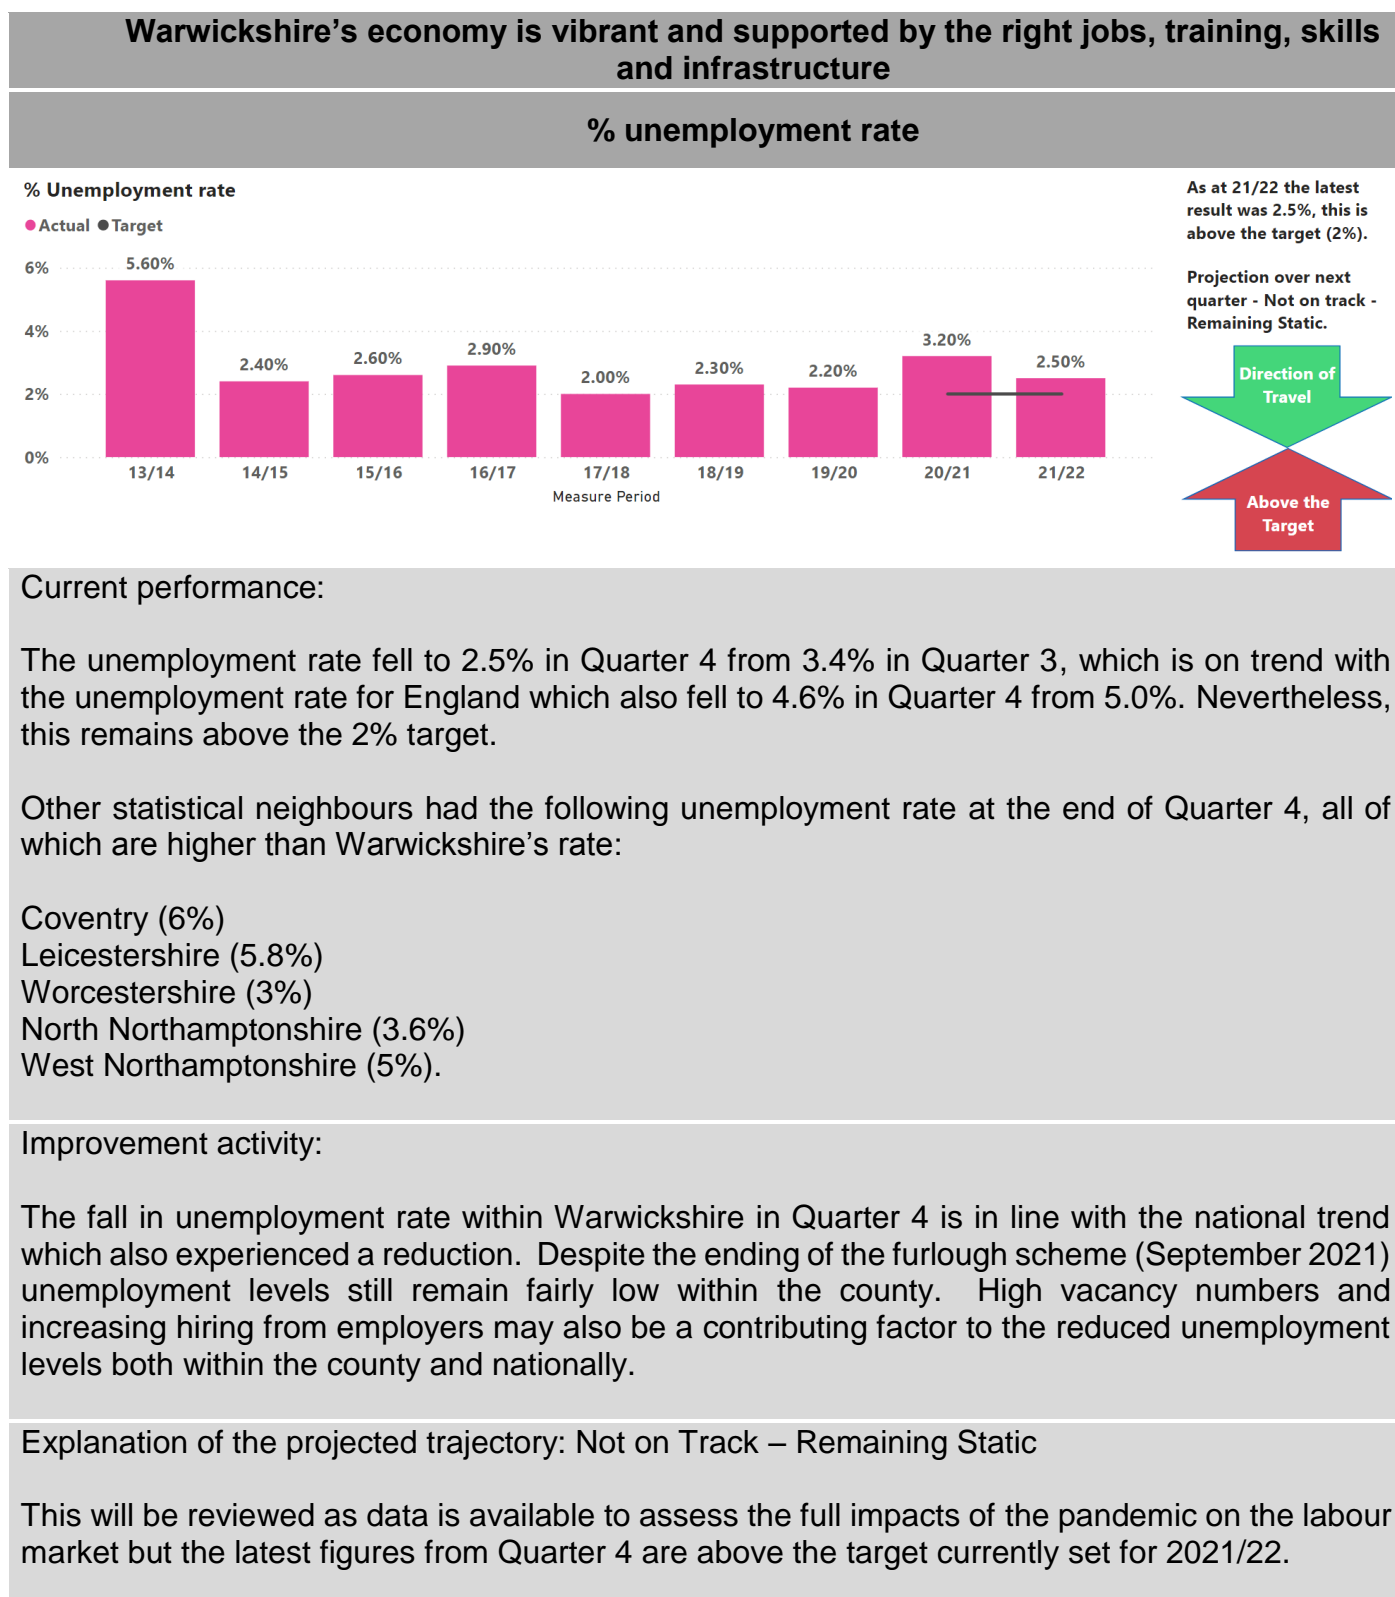 Warwickshire’s economy is vibrant and supported by the right jobs, training, skills
and infrastructure
% unemployment rate
% Unemployment rate
Actual Target
6%
4%
2%
0%
5.60%
2.40%
2.60%
2.90%
2.00%
2.30%
2.20%
3.20%
2.50%
13/14
14/15
15/16
16/17
17/18
18/19
19/20
20/21
21/22
Measure Period
As at 21/22 the latest
result was 2.5%, this is
above the target (2%).
Projection over next
quarter - Not on track -
Remaining Static.
Direction of
Travel
Above the
Target
Current performance:
The unemployment rate fell to 2.5% in Quarter 4 from 3.4% in Quarter 3, which is on trend with
the unemployment rate for England which also fell to 4.6% in Quarter 4 from 5.0%. Nevertheless,
this remains above the 2% target.
Other statistical neighbours had the following unemployment rate at the end of Quarter 4, all of
which are higher than Warwickshire’s rate:
Coventry (6%)
Leicestershire (5.8%)
Worcestershire (3%)
North Northamptonshire (3.6%)
West Northamptonshire (5%).
Improvement activity:
The fall in unemployment rate within Warwickshire in Quarter 4 is in line with the national trend
which also experienced a reduction. Despite the ending of the furlough scheme (September 2021)
unemployment levels still remain fairly low within the county. High vacancy numbers and
increasing hiring from employers may also be a contributing factor to the reduced unemployment
levels both within the county and nationally.
Explanation of the projected trajectory: Not on Track – Remaining Static
This will be reviewed as data is available to assess the full impacts of the pandemic on the labour
market but the latest figures from Quarter 4 are above the target currently set for 2021/22.